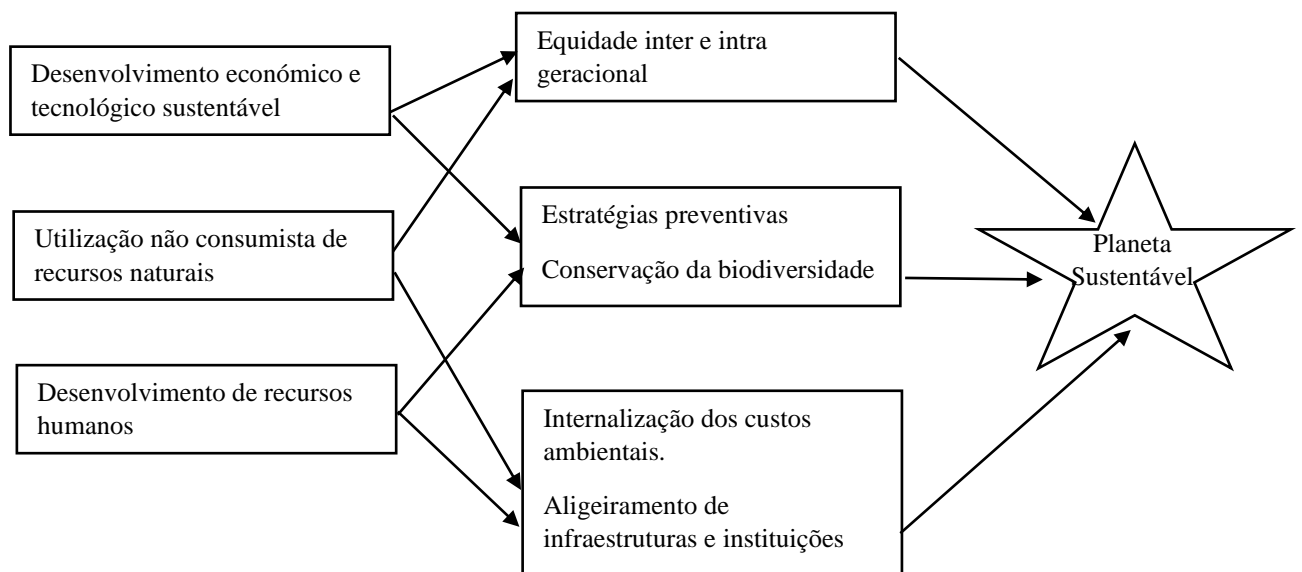 Desenvolvimento económico e
tecnológico sustentável
Utilização não consumista de
recursos naturais
Desenvolvimento de recursos
humanos
Equidade inter e intra
geracional
Estratégias preventivas
Conservação da biodiversidade
Internalização dos custos
ambientais.
Aligeiramento de
infraestruturas e instituições
Planeta
Sustentável